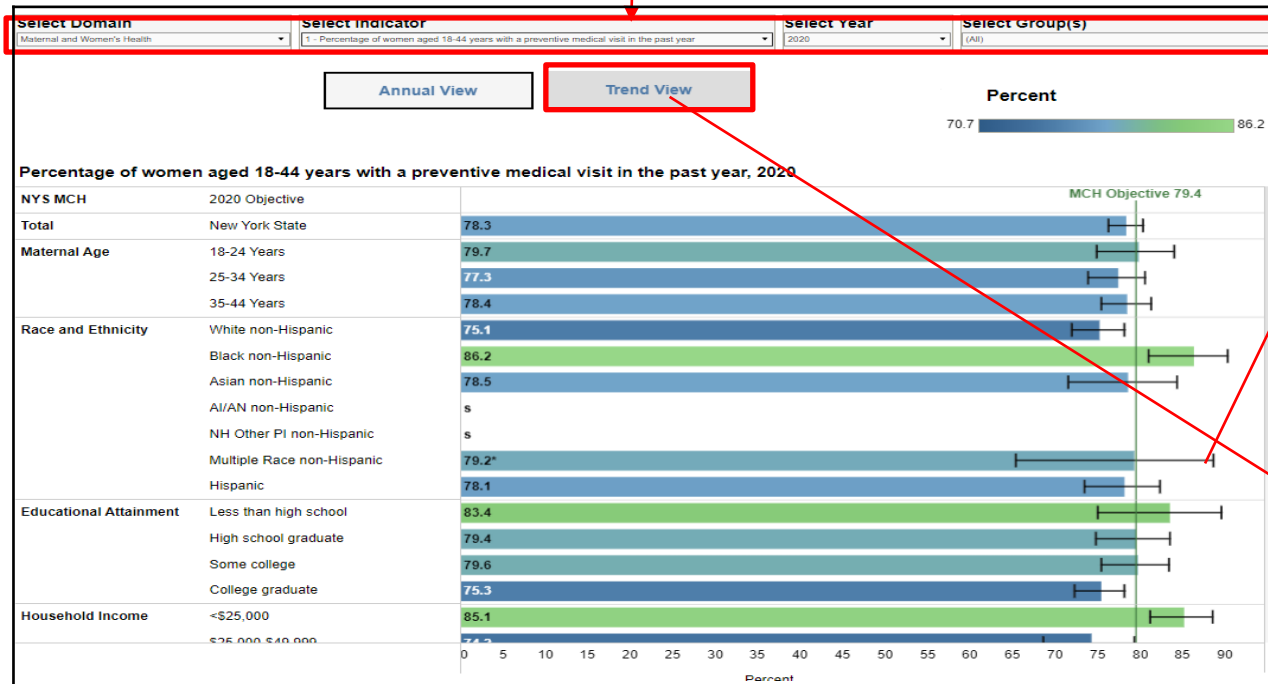 Select Domain Select Indicator Select Year Select Group(s)
Maternal and Women's Health 1 - Percentage of women aged 18-44 years with a preventive medical visit in the past year 2020 (All)
Annual View Trend View
Percent
70.7 86.2
Percentage of women aged 18-44 years with a preventive medical visit in the past year, 2020
NYS MCH 2020 Objective MCH Objective 79.4
Total New York State 78.3
Maternal Age 18-24 Years 79.7
25-34 Years 77.3
35-44 Years 78.4
Race and Ethnicity White non-Hispanic 75.1
Black non-Hispanic 86.2
Asian non-Hispanic 78.5
AI/AN non-Hispanic s
NH Other PI non-Hispanic s
Multiple Race non-Hispanic 79.2*
Hispanic 78.1
Educational Attainment Less than high school 83.4
High school graduate 79.4
Some college 79.6
College graduate 75.3
Household Income <$25,000 85.1
$25,000-$49,999 74.2
0 5 10 15 20 25 30 35 40 45 50 55 60 65 70 75 80 85 90
Percent